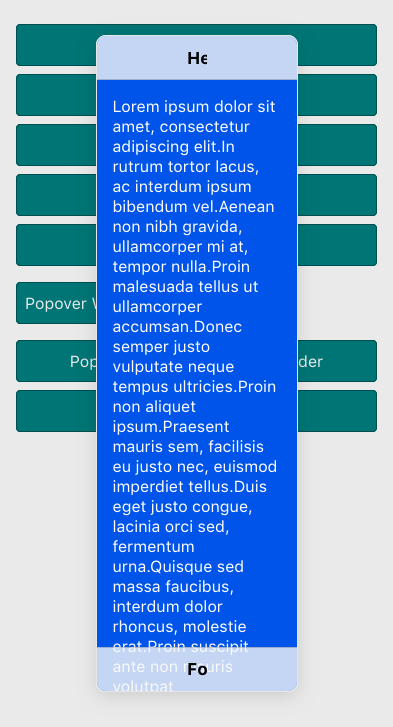 He
Lorem ipsum dolor sit
amet, consectetur
adipiscing elit.In
rutrum tortor lacus,
ac interdum ipsum
bibendum vel.Aenean
non nibh gravida,
ullamcorper mi at,
tempor nulla.Proin
malesuada tellus ut
ullamcorper
accumsan.Donec
semper justo
vulputate neque
tempus ultricies.Proin
non aliquet
ipsum.Praesent
mauris sem, facilisis
eu justo nec, euismod
imperdiet tellus.Duis
eget justo congue,
lacinia orci sed,
fermentum
urna.Quisque sed
massa faucibus,
interdum dolor
rhoncus, molestie
erat.Proin suscipit
ante non mauris
volutpat
Fo
Popover
Pop
der